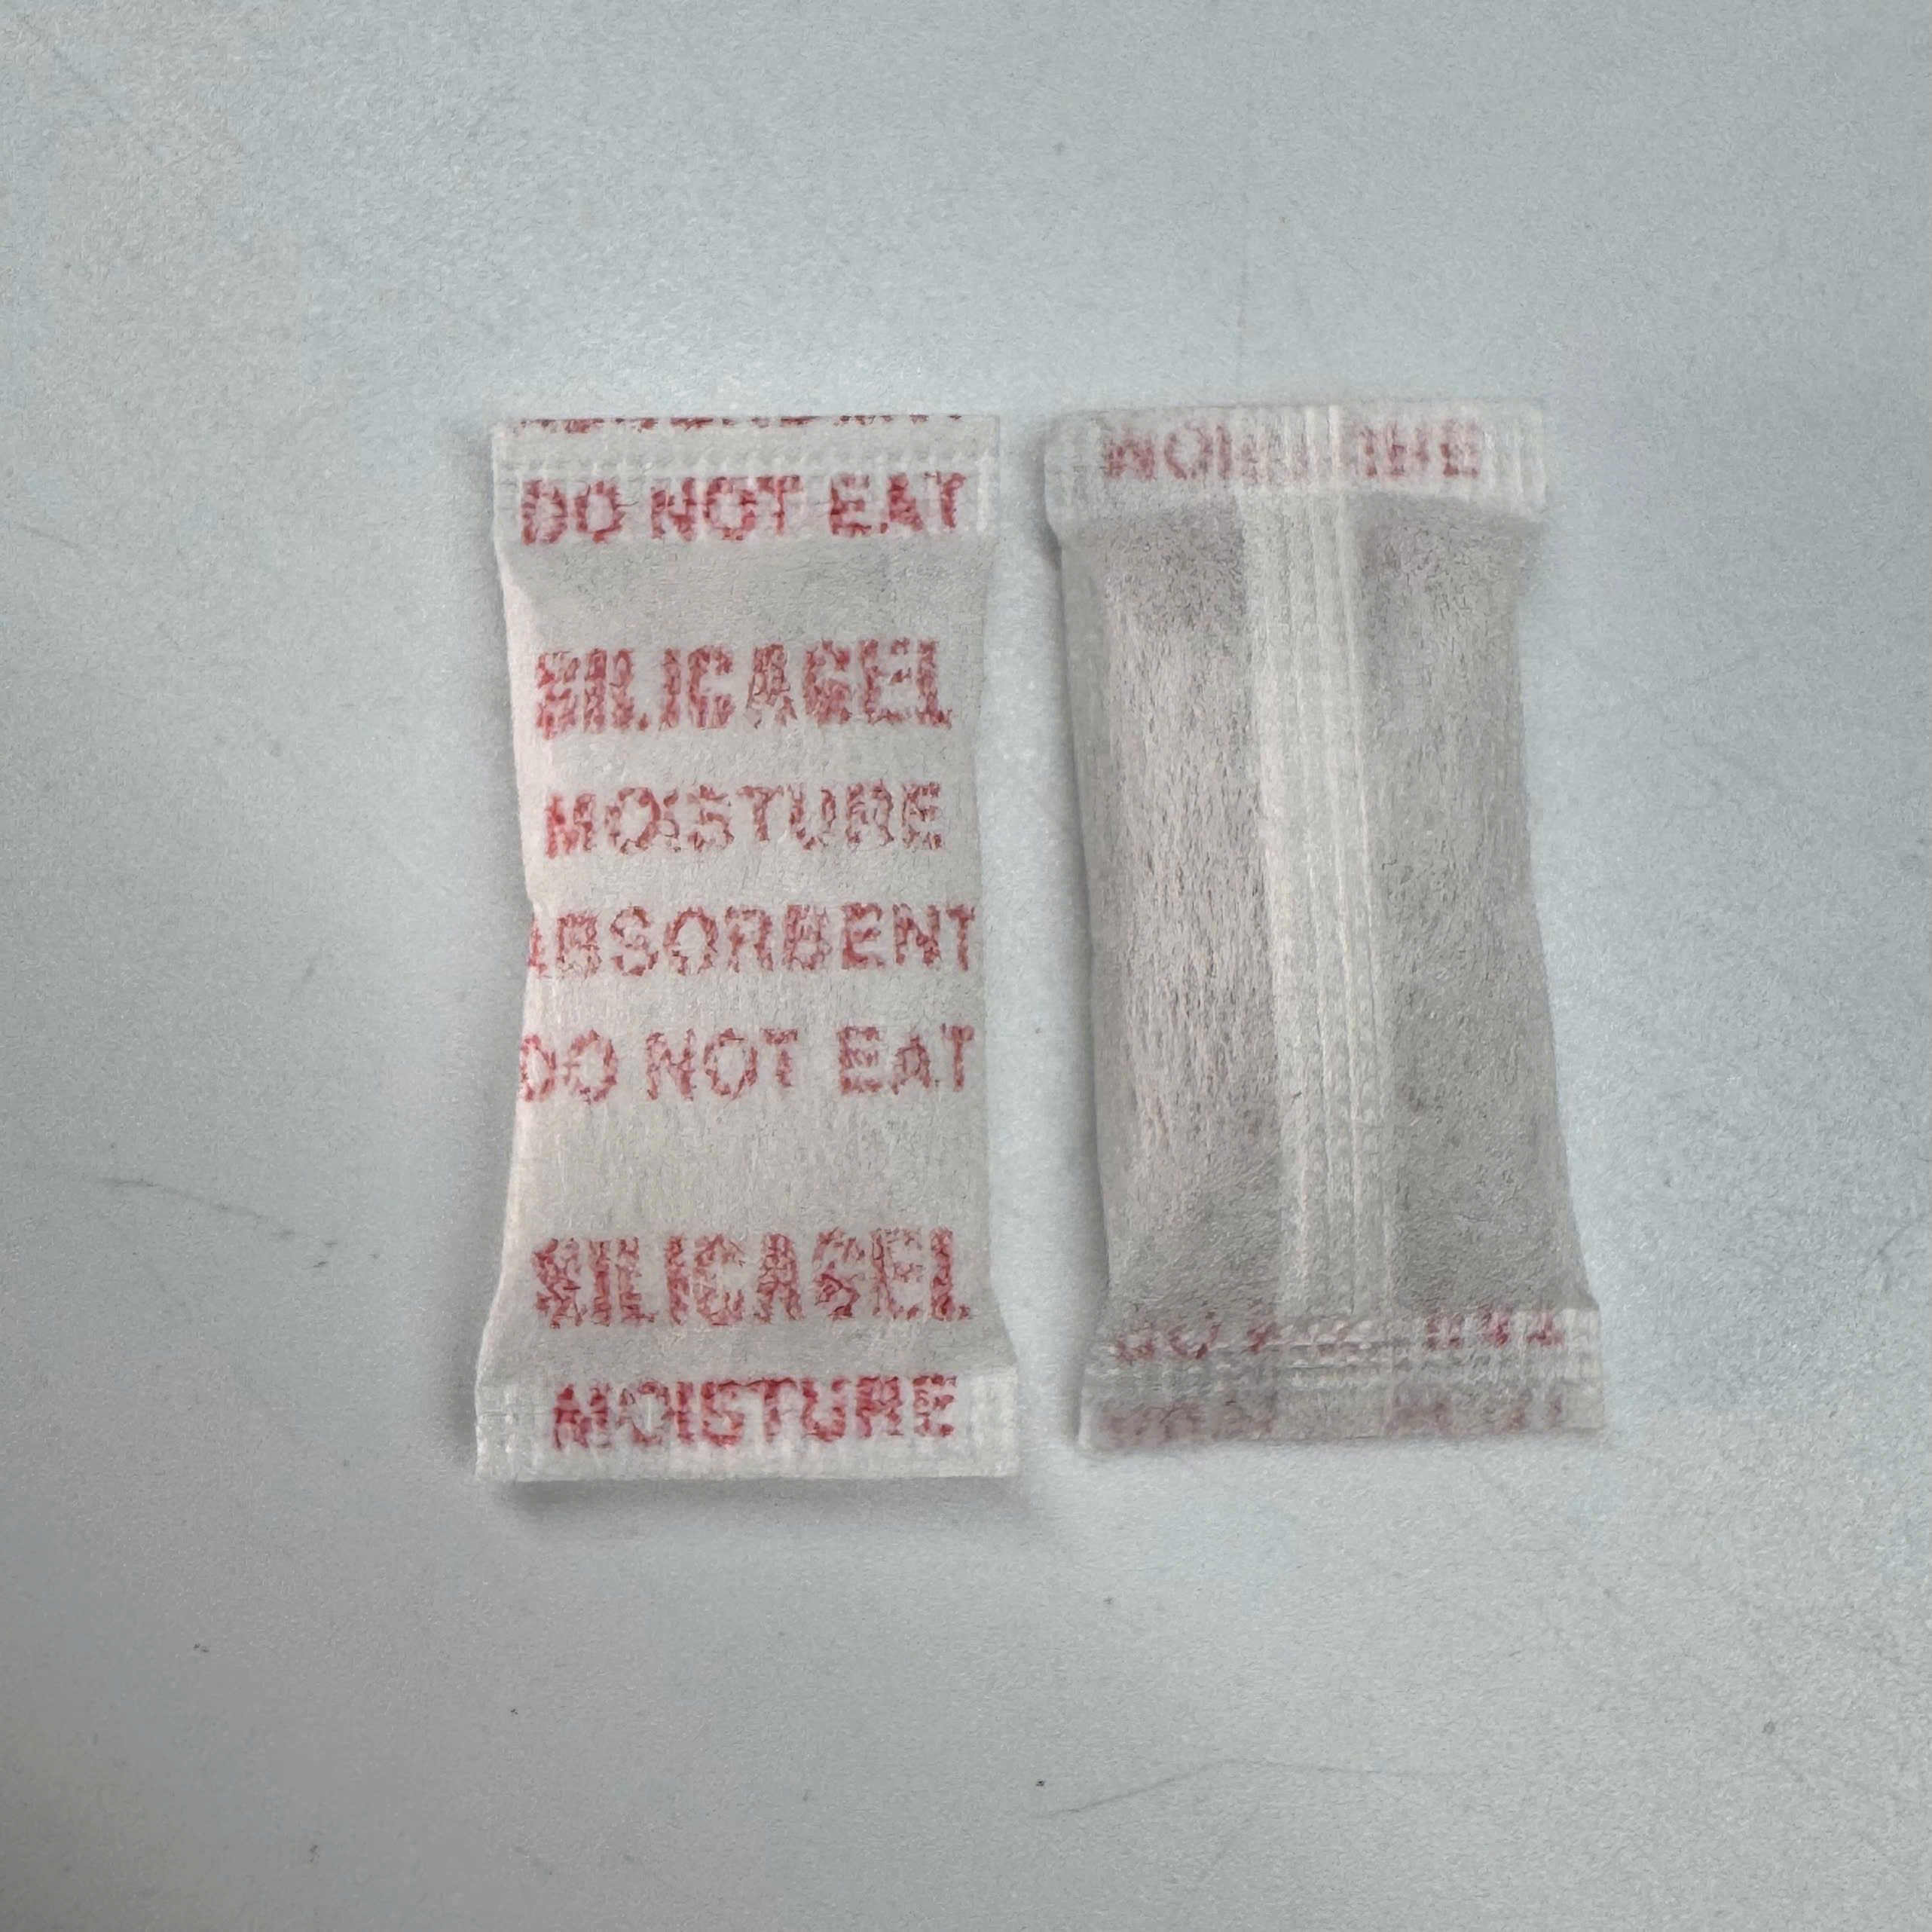 DO NOT EAT
SILICAGEL
MOISTURE
ABSORBENT
DO NOT EAT
SILICAGEL
MOISTURE